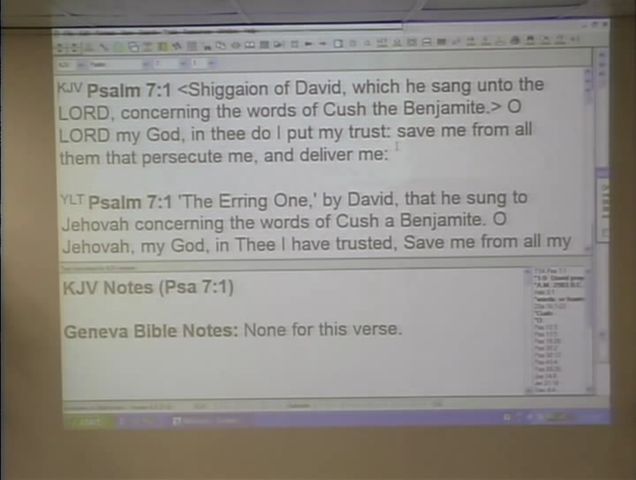 KJV Psalm 7:1 <Shiggaion of David, which he sang unto the
LORD, concerning the words of Cush the Benjamite.> O
LORD my God, in thee do I put my trust: save me from all
them that persecute me, and deliver me:
YLT Psalm 7:1 'The Erring One,' by David, that he sung to
Jehovah concerning the words of Cush a Benjamite. O
Jehovah, my God, in Thee I have trusted, Save me from all my
KJV Notes (Psa 7:1)
Geneva Bible Notes: None for this verse.